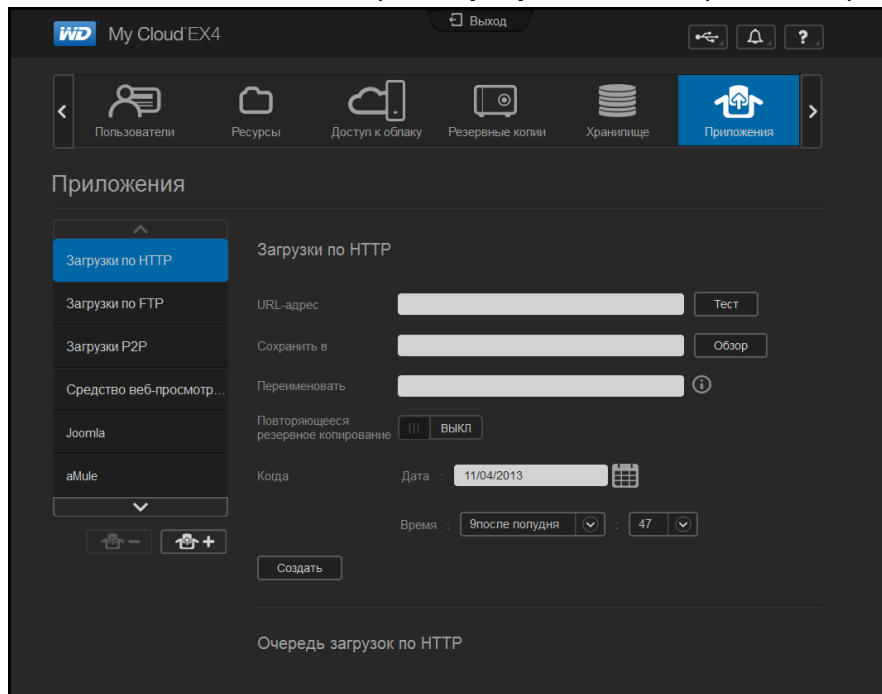 WD My Cloud EX4
Выход
?
Пользователи
Ресурсы
Доступ к облаку
Резервные копии
Хранилище
Приложения
Приложения
Загрузки по HTTP
Загрузки по FTP
Загрузки P2P
Средство веб-просмотр...
Joomla
aMule
Загрузки по HTTP
URL-адрес
Тест
Сохранить в
Обзор
Переименовать
Повторяющееся
резервное копирование
ВЫКЛ
Когда
Дата :
11/04/2013
Время :
9после полудня
:
47
Создать
Очередь загрузок по HTTP